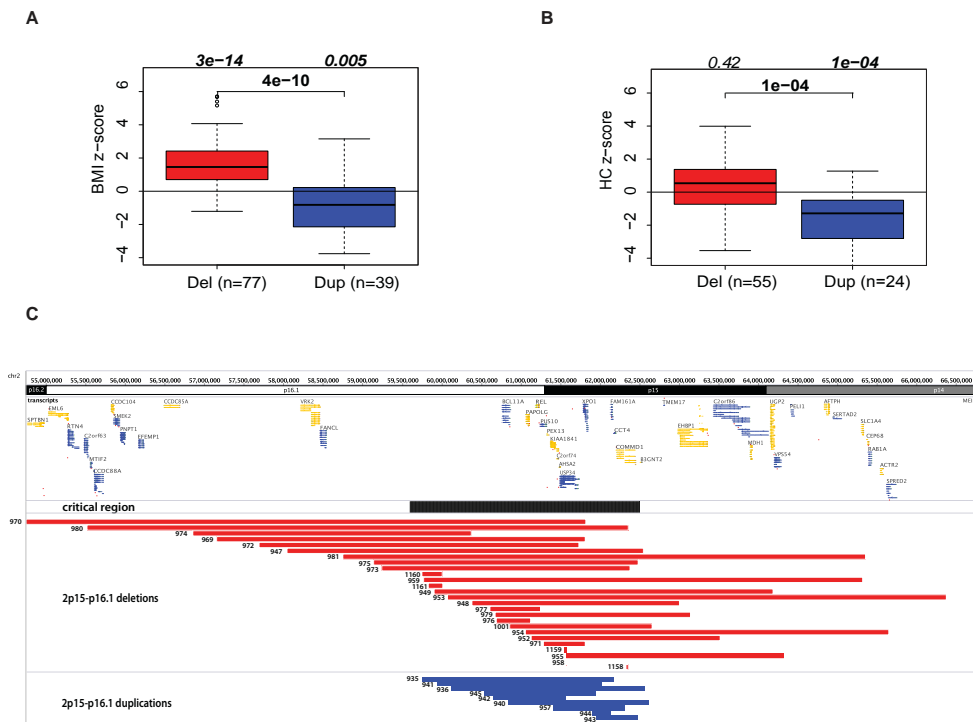 A
B
3e−14
0.005
4e−10
BMI z−score
6
4
2
0
−2
−4
Del (n=77)
Dup (n=39)
0.42
1e−04
1e−04
HC z−score
6
4
2
0
−2
−4
Del (n=55)
Dup (n=24)
C
chr2
55,000,000 55,500,000 56,000,000 56,500,000 57,000,000 57,500,000 58,000,000 58,500,000 59,000,000 59,500,000 60,000,000 60,500,000 61,000,000 61,500,000 62,000,000 62,500,000 63,000,000 63,500,000 64,000,000 64,500,000 65,000,000 65,500,000 66,000,000 66,500,000
p16.2 p16.1 p15 p14
transcripts
EML6
SPTBN1
RTN4
C2orf63
MTIF2
CCDC88A
CCDC104
SMEK2
PNPT1
EFEMP1
CCDC85A
VRK2
FANCL
BCL11A
REL
PAPOLG
PUS10
PEX13
KIAA1841
C2orf74
AHSA2
USP34
XPO1
FAM161A
CCT4
COMMD1
B3GNT2
TMEM17
EHBP1
C2orf86
MDH1
UGP2
VPS54
PELI1
AFTPH
SERTAD2
SLC1A4
CEP68
RAB1A
ACTR2
SPRED2
MEI
critical region
970
980
974
969
972
947
981
975
973
1160
959
1161
949
953
948
977
979
976
1001
954
952
971
1159
955
958
1158
2p15-p16.1 deletions
935
941
936
945
942
940
957
944
943
2p15-p16.1 duplications